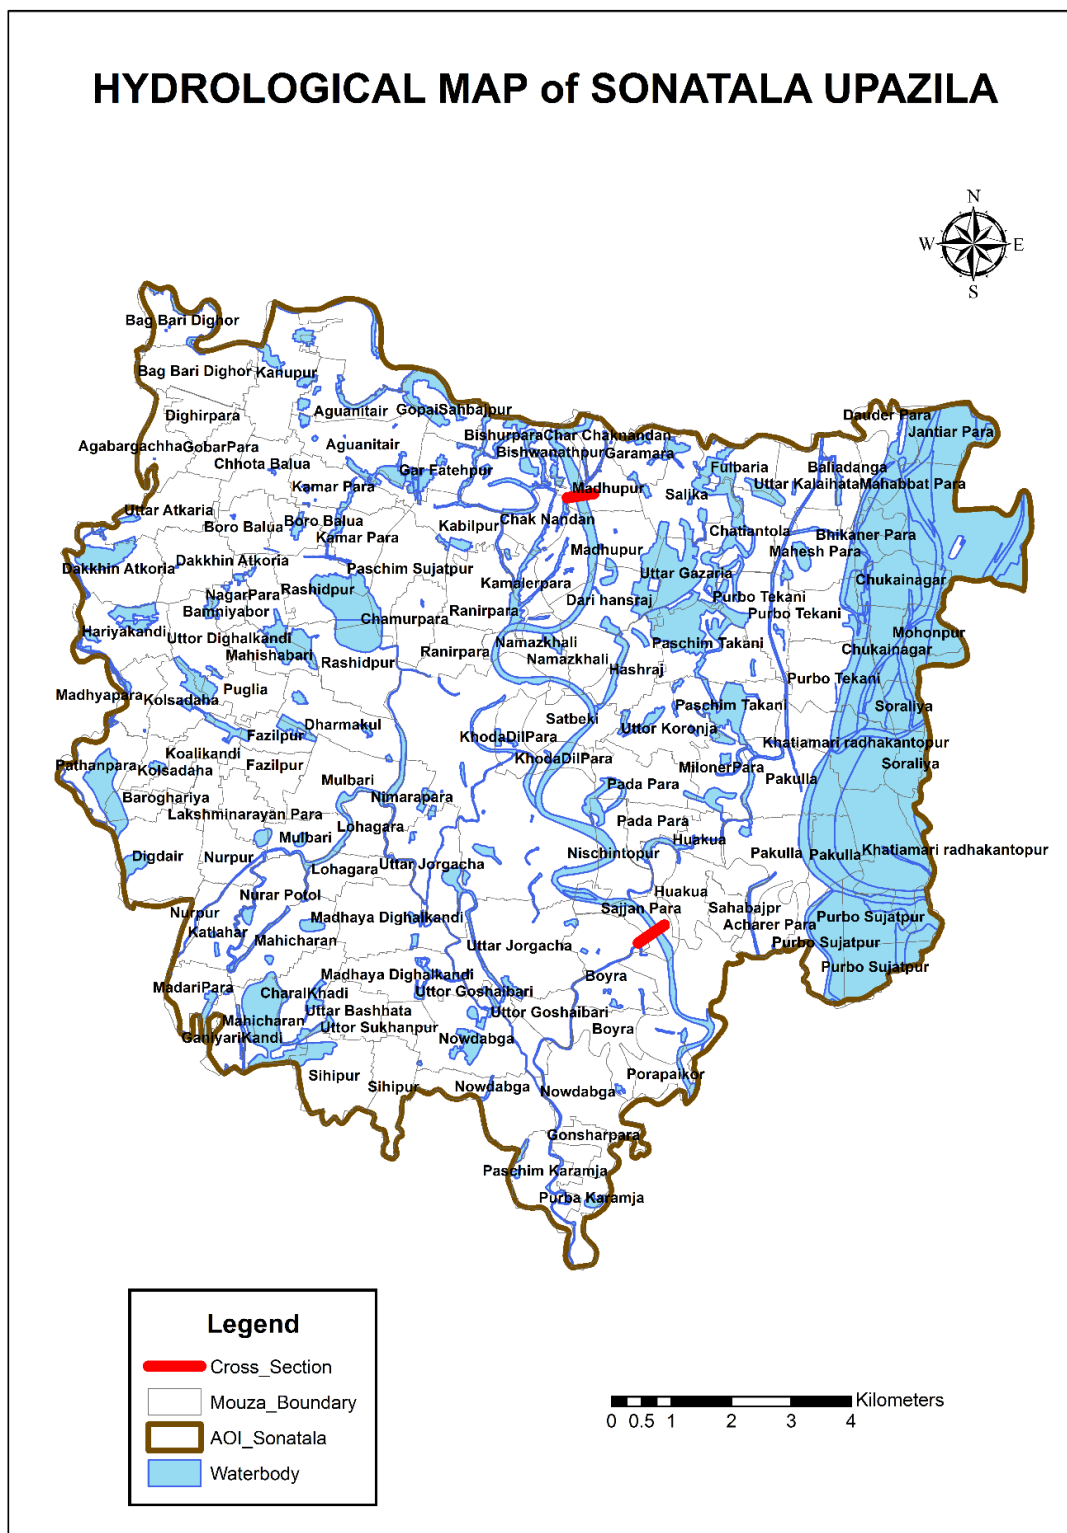 HYDROLOGICAL MAP of SONATALA UPAZILA
N
W
E
S
Bag Bari Dighor
Bag Bari Dighor
Kanupur
Dighirpara
Aguanitair
GopaiSahbajpur
Dauder Para
Jantiar Para
Agabargachha
GobarPara
Aguanitair
Bishurpara
Char Chaknandan
Bishwanathpur
Garamara
Chhota Balua
Gar Fatehpur
Fulbaria
Baliadanga
Kamar Para
Madhupur
Salika
Uttar Kalaihata
Mahabbat Para
Uttar Atkaria
Boro Balua
Boro Balua
Kamar Para
Kabilpur
Chak Nandan
Chatiantola
Bhikaner Para
Dakkhin Atkoria
Dakkhin Atkoria
Paschim Sujatpur
Madhupur
Mahesh Para
NagarPara
Rashidpur
Kamalerpara
Uttar Gazaria
Chukainagar
Bamniyabor
Chamurpara
Ranirpara
Dari hansraj
Purbo Tekani
Purbo Tekani
Hariyakandi
Uttor Dighalkandi
Mahishabari
Rashidpur
Ranirpara
Namazkhali
Namazkhali
Paschim Takani
Mohonpur
Chukainagar
Hashraj
Madhyapara
Kolsadaha
Puglia
Purbo Tekani
Satbeki
Paschim Takani
Soraliya
Fazilpur
Dharmakul
KhodaDilPara
Uttor Koronja
Khatiamari radhakantopur
Pathanpara
Koalikandi
Kolsadaha
Fazilpur
KhodaDilPara
MilonerPara
Soraliya
Mulbari
Pada Para
Pakulla
Baroghariya
Nimarapara
Lakshminarayan Para
Lohagara
Pada Para
Mulbari
Huakua
Digdair
Nurpur
Lohagara
Uttar Jorgacha
Nischintopur
Pakulla
Pakulla
Khatiamari radhakantopur
Nurar Potol
Huakua
Nurpur
Madhaya Dighalkandi
Sajjan Para
Sahabajpr
Purbo Sujatpur
Katlahar
Mahicharan
Uttar Jorgacha
Acharer Para
Purbo Sujatpur
Purbo Sujatpur
MadariPara
CharalKhadi
Madhaya Dighalkandi
Boyra
Uttor Goshaibari
Uttar Bashhata
Uttor Goshaibari
Mahicharan
Uttor Sukhanpur
Boyra
GaniyariKandi
Nowdabga
Sihipur
Sihipur
Nowdabga
Nowdabga
Porapaikor
Gonsharpara
Paschim Karamja
Purba Karamja
Legend
Cross_Section
Mouza_Boundary
AOI_Sonatala
Waterbody
Kilometers
0 0.5 1 2 3 4